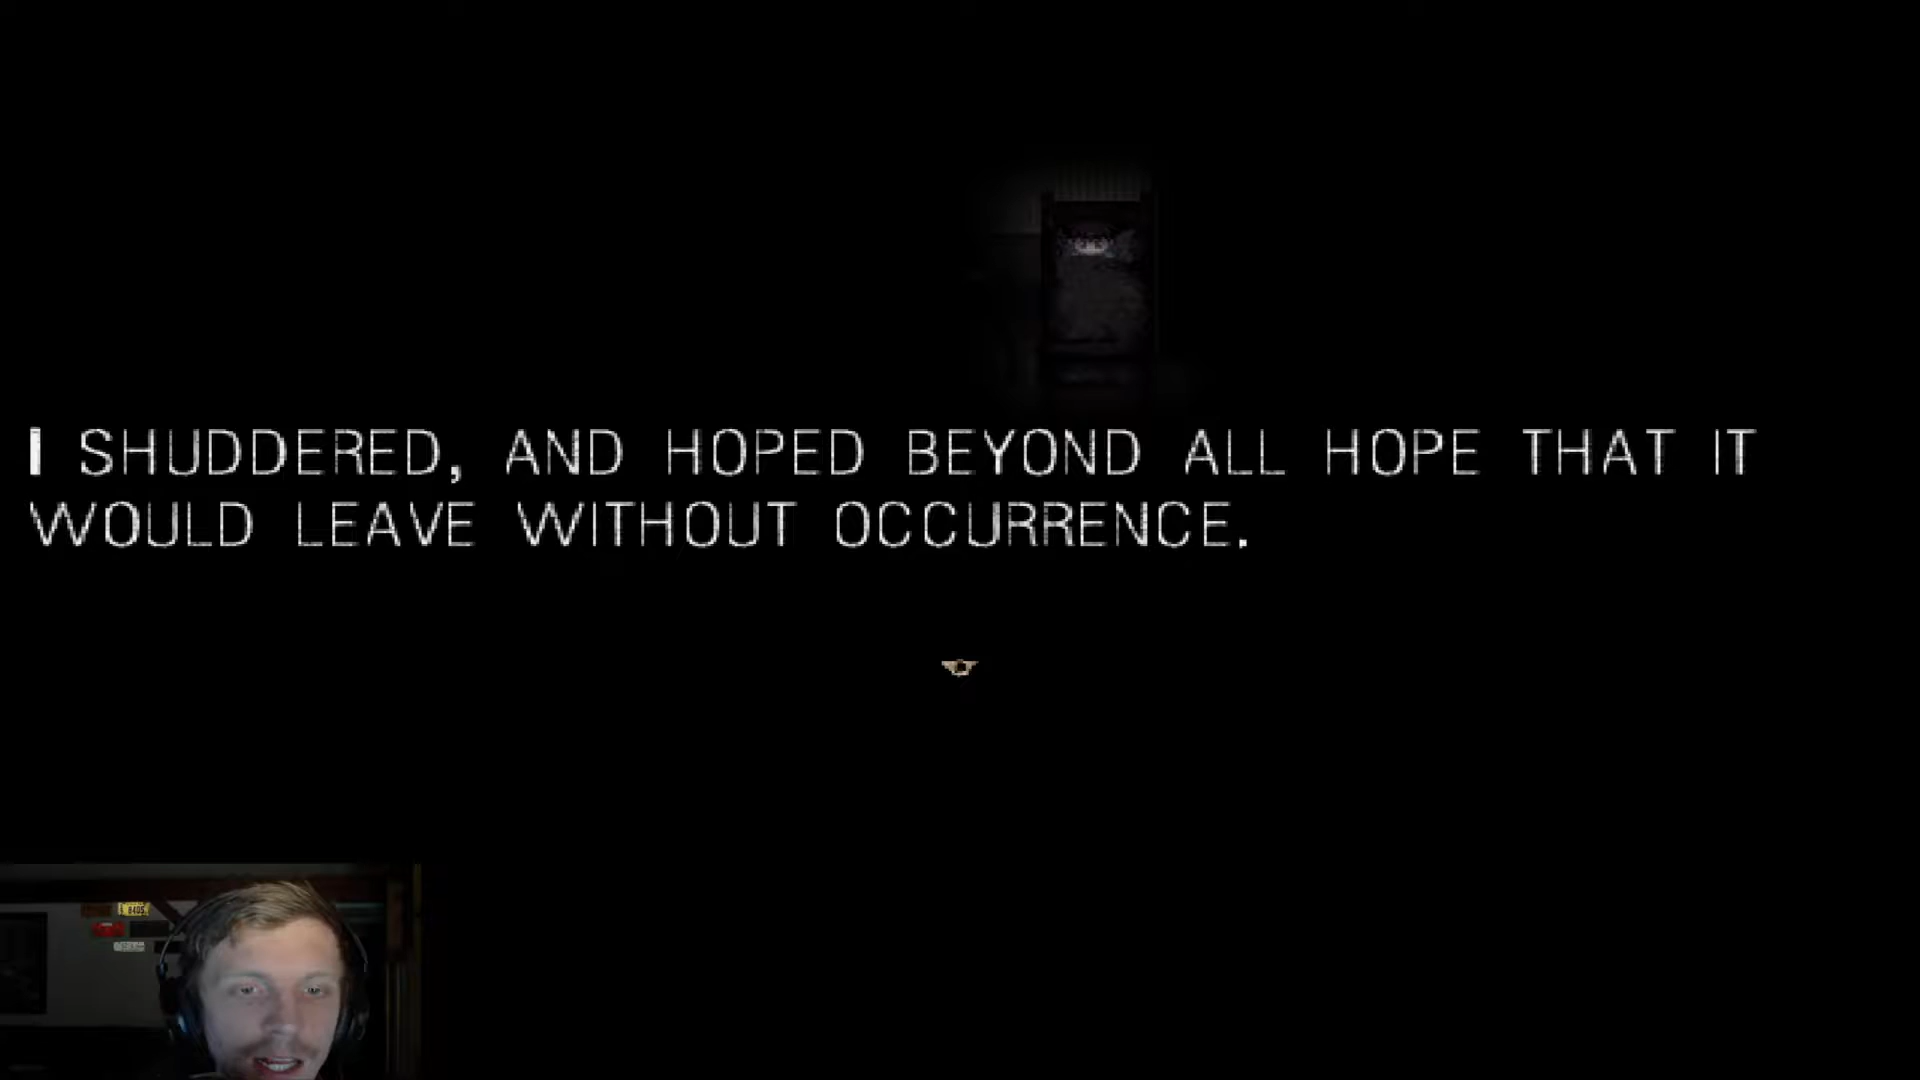 I SHUDDERED, AND HOPED BEYOND ALL HOPE THAT IT
WOULD LEAVE WITHOUT OCCURRENCE.